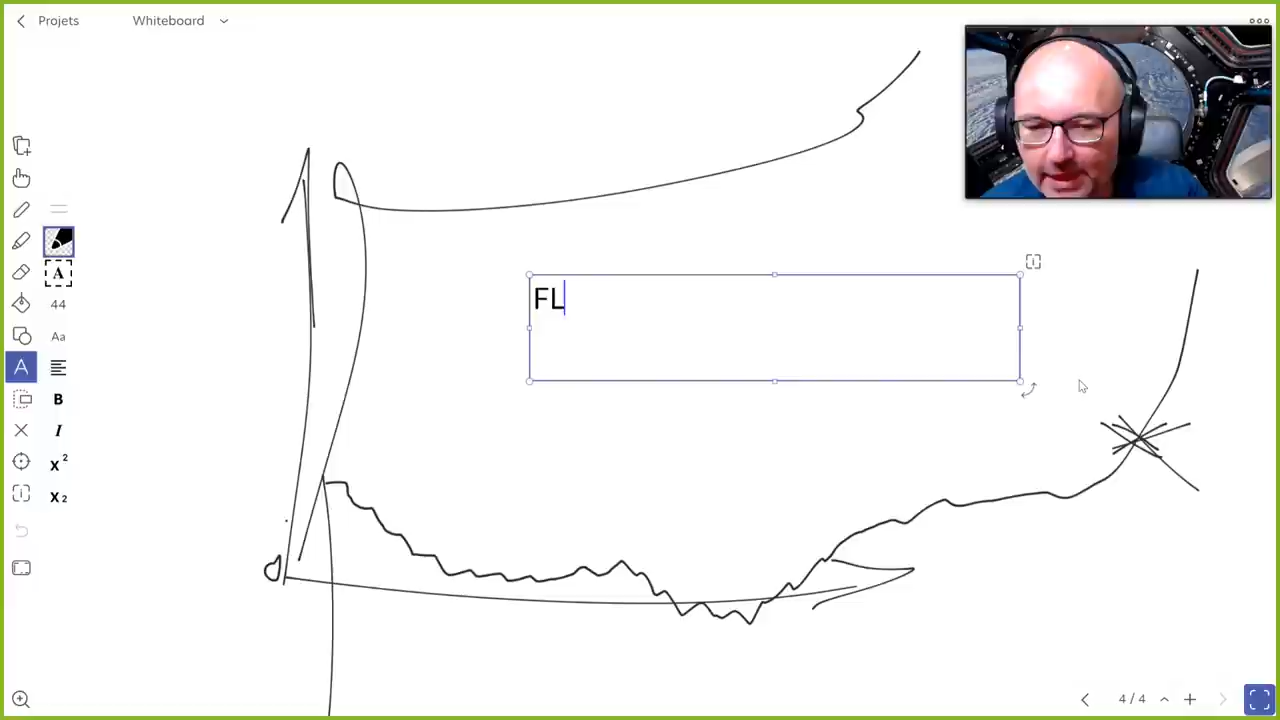 Projets
Whiteboard
FL
A
44
Aa
A
B
I
X²
X₂
4 / 4